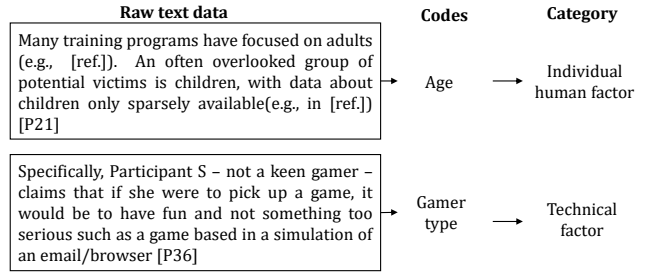 Raw text data
Codes
Category
Many training programs have focused on adults
(e.g., [ref.]). An often overlooked group of
potential victims is children, with data about
children only sparsely available(e.g., in [ref.])
[P21]
Age
Individual
human factor
Specifically, Participant S – not a keen gamer –
claims that if she were to pick up a game, it
would be to have fun and not something too
serious such as a game based in a simulation of
an email/browser [P36]
Gamer
type
Technical
factor